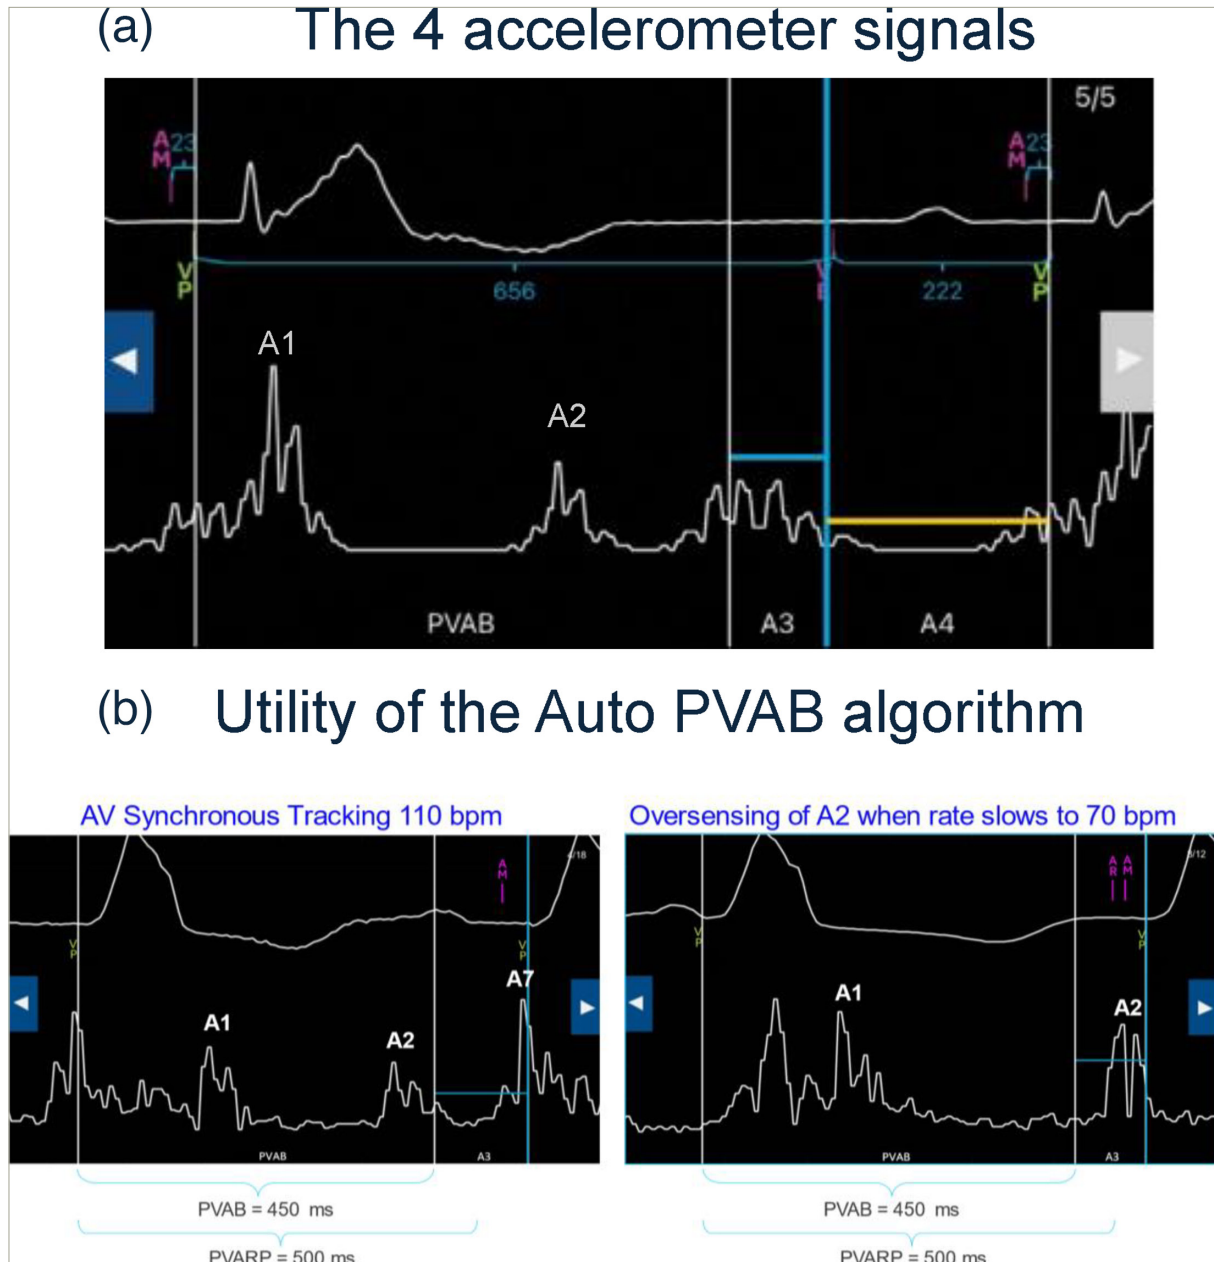 (a) The 4 accelerometer signals
5/5
AM 23 AM 23
VP 656 VE 222 VP
A1
A2
PVAB A3 A4
(b) Utility of the Auto PVAB algorithm
AV Synchronous Tracking 110 bpm
AM
VP VP
A7
A1
A2
PVAB A3
PVAB = 450 ms
PVARP = 500 ms
Oversensing of A2 when rate slows to 70 bpm
AR AM
VP VP
A1
A2
PVAB A3
PVAB = 450 ms
PVARP = 500 ms